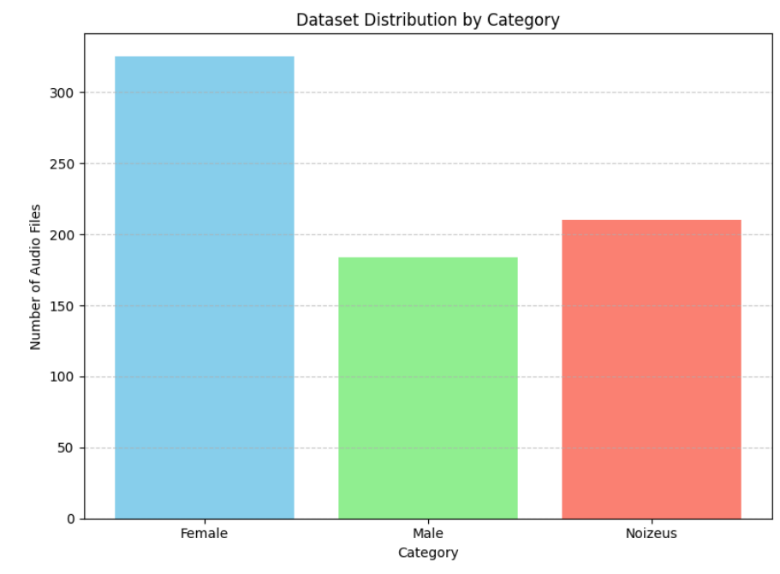 Dataset Distribution by Category
Number of Audio Files
300
250
200
150
100
50
0
Female Male Noizeus
Category